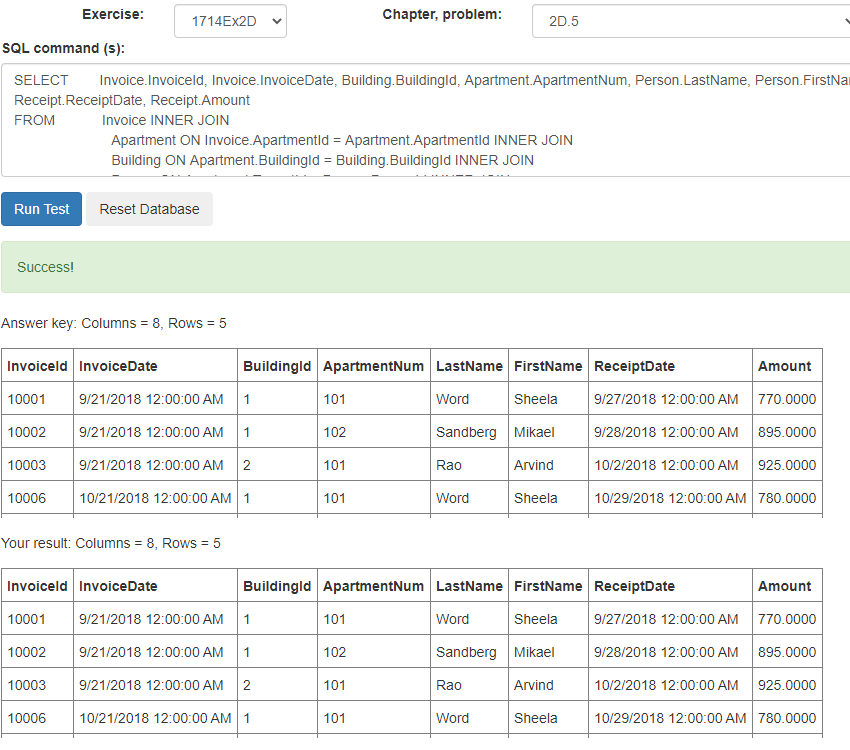 Exercise: 1714Ex2D Chapter, problem: 2D.5
SQL command (s):
SELECT Invoice.InvoiceId, Invoice.InvoiceDate, Building.BuildingId, Apartment.ApartmentNum, Person.LastName,
Receipt.ReceiptDate, Receipt.Amount
FROM Invoice INNER JOIN
Apartment ON Invoice.ApartmentId = Apartment.ApartmentId INNER JOIN
Building ON Apartment.BuildingId = Building.BuildingId INNER JOIN
Run Test Reset Database
Success!
Answer key: Columns = 8, Rows = 5
InvoiceId InvoiceDate BuildingId ApartmentNum LastName FirstName ReceiptDate Amount
10001 9/21/2018 12:00:00 AM 1 101 Word Sheela 9/27/2018 12:00:00 AM 770.0000
10002 9/21/2018 12:00:00 AM 1 102 Sandberg Mikael 9/28/2018 12:00:00 AM 895.0000
10003 9/21/2018 12:00:00 AM 2 101 Rao Arvind 10/2/2018 12:00:00 AM 925.0000
10006 10/21/2018 12:00:00 AM 1 101 Word Sheela 10/29/2018 12:00:00 AM 780.0000
Your result: Columns = 8, Rows = 5
InvoiceId InvoiceDate BuildingId ApartmentNum LastName FirstName ReceiptDate Amount
10001 9/21/2018 12:00:00 AM 1 101 Word Sheela 9/27/2018 12:00:00 AM 770.0000
10002 9/21/2018 12:00:00 AM 1 102 Sandberg Mikael 9/28/2018 12:00:00 AM 895.0000
10003 9/21/2018 12:00:00 AM 2 101 Rao Arvind 10/2/2018 12:00:00 AM 925.0000
10006 10/21/2018 12:00:00 AM 1 101 Word Sheela 10/29/2018 12:00:00 AM 780.0000